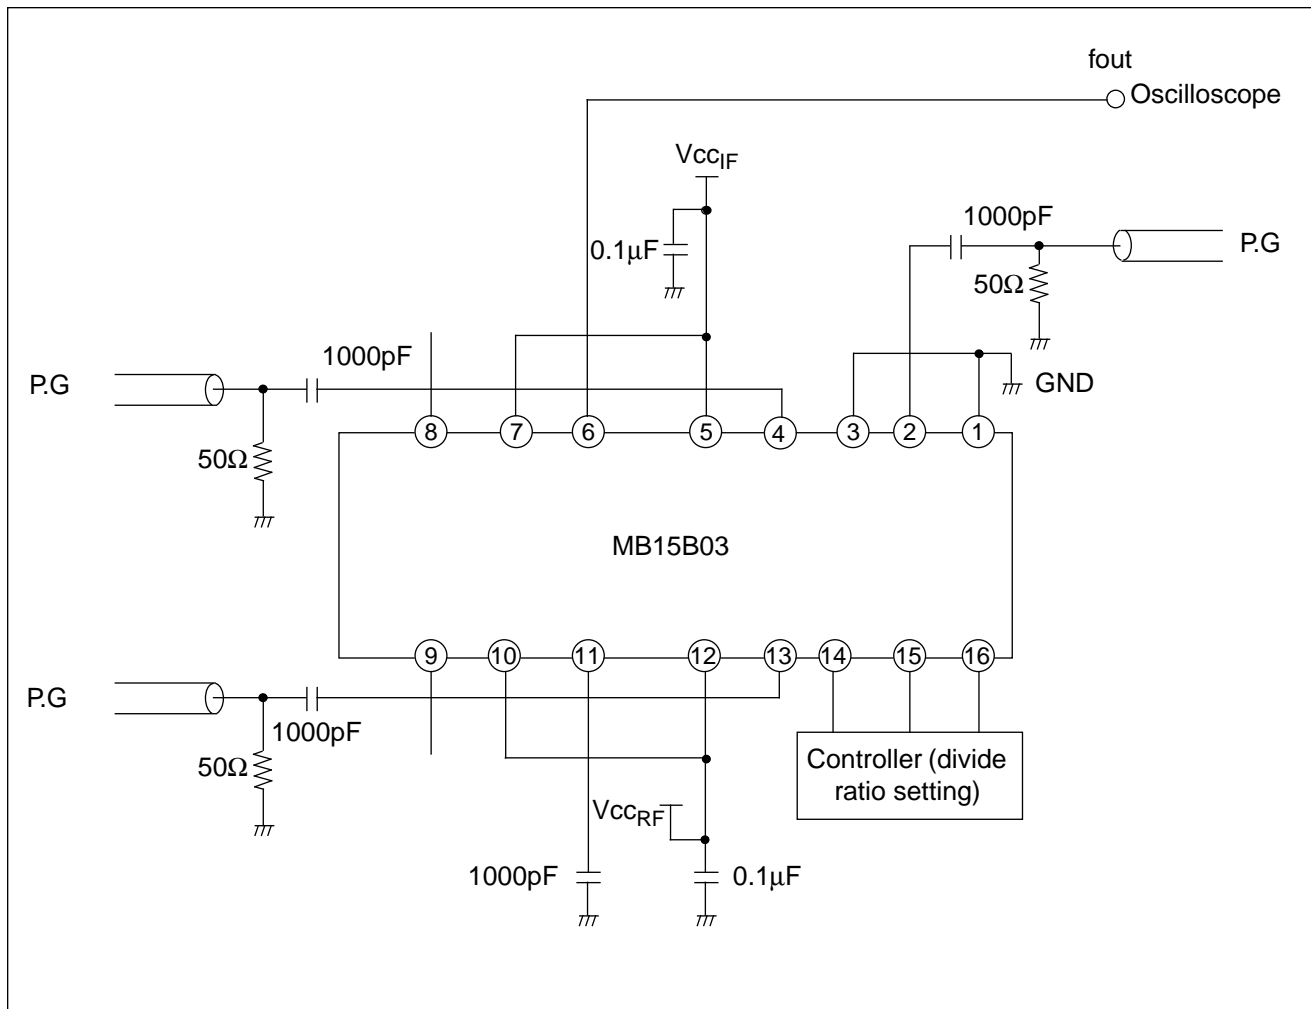 fout
Oscilloscope
VccIF
1000pF
P.G
0.1µF
50Ω
1000pF
P.G
GND
8 7 6 5 4 3 2 1
50Ω
MB15B03
9 10 11 12 13 14 15 16
P.G
1000pF
50Ω
Controller (divide
ratio setting)
VccRF
1000pF
0.1µF